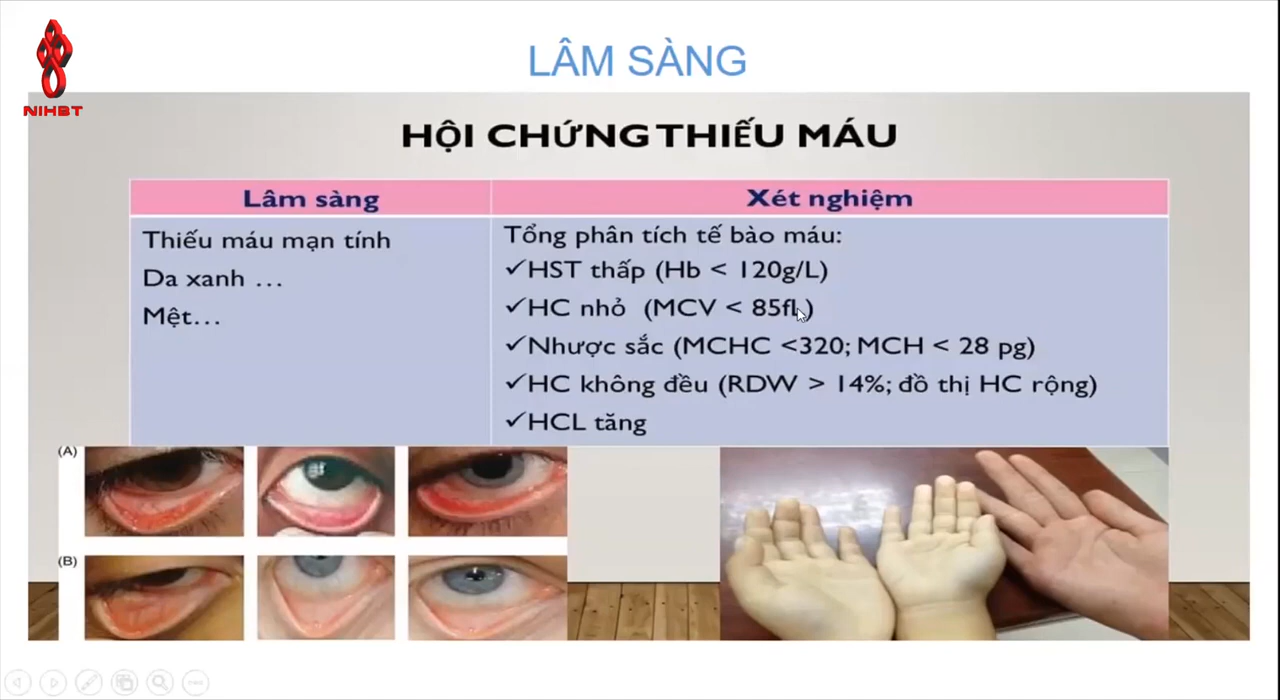 NIHBT
LÂM SÀNG
HỘI CHỨNG THIẾU MÁU
Lâm sàng
Xét nghiệm
Thiếu máu mạn tính
Da xanh …
Mệt…
Tổng phân tích tế bào máu:
✓HST thấp (Hb < 120g/L)
✓HC nhỏ (MCV < 85fL)
✓Nhược sắc (MCHC <320; MCH < 28 pg)
✓HC không đều (RDW > 14%; đồ thị HC rộng)
✓HCL tăng
(A)
(B)